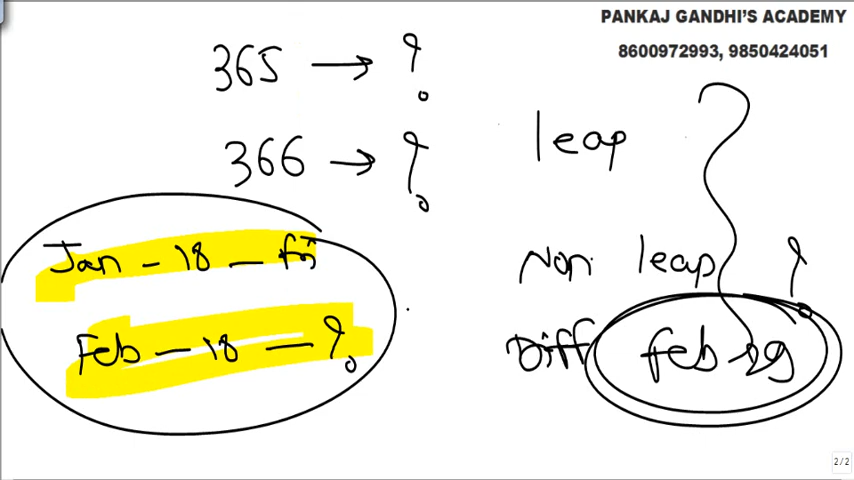 PANKAJ GANDHI'S ACADEMY
8600972993, 9850424051
365 → ?
366 → ?
leap
Non leap ?
Diff feb 29
Jan - 18 - fri
Feb - 18 - ?
2/2